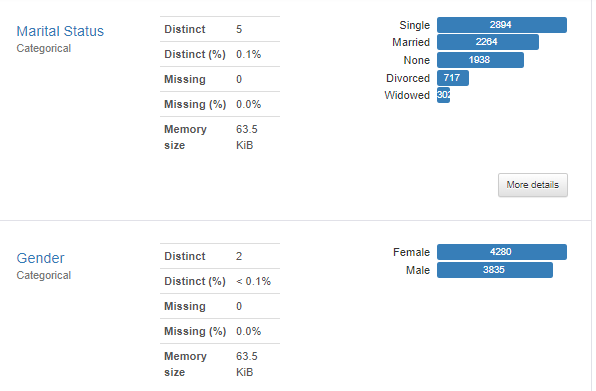 Marital Status
Categorical
Distinct 5
Distinct (%) 0.1%
Missing 0
Missing (%) 0.0%
Memory size 63.5 KiB
Single 2894
Married 2264
None 1938
Divorced 717
Widowed 302
More details
Gender
Categorical
Distinct 2
Distinct (%) < 0.1%
Missing 0
Missing (%) 0.0%
Memory size 63.5 KiB
Female 4280
Male 3835